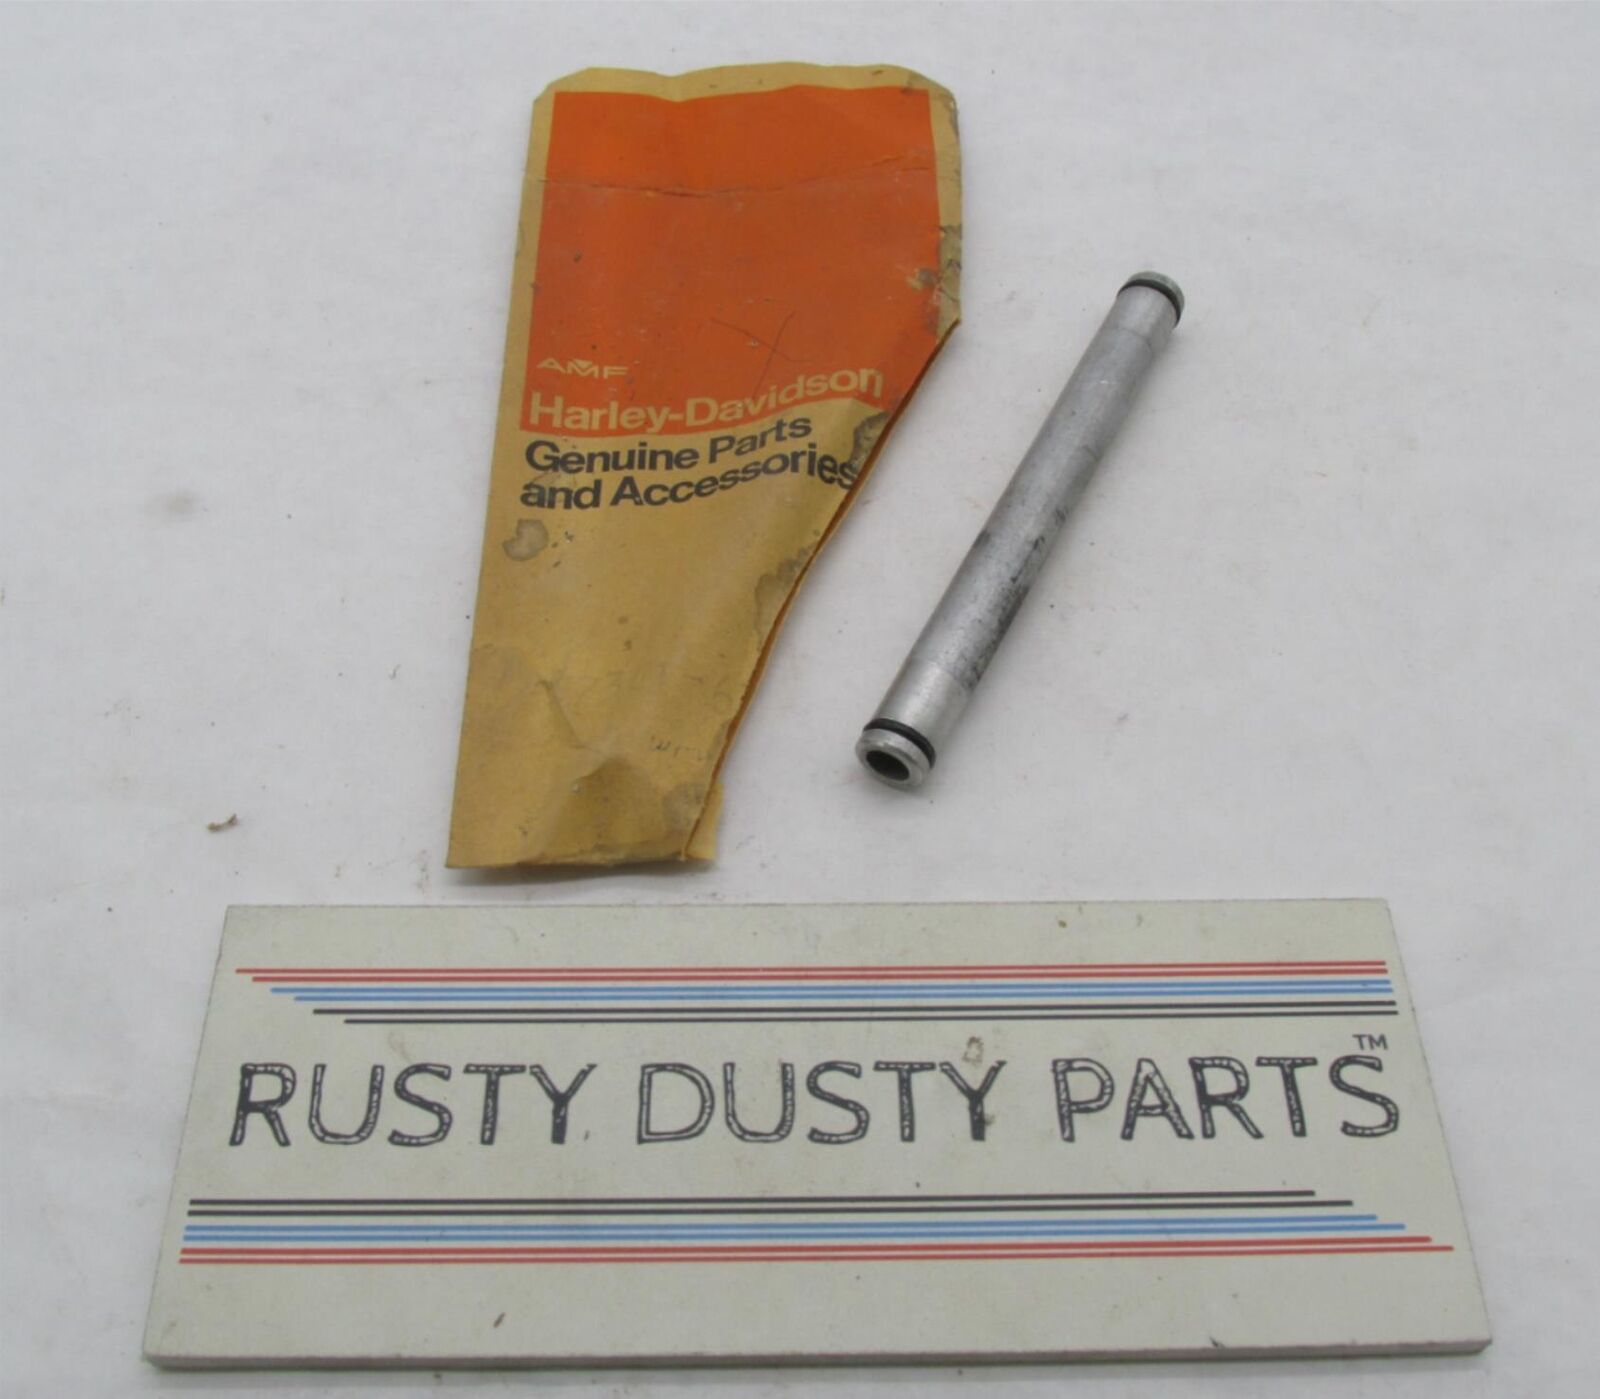 AMF
Harley-Davidson
Genuine Parts
and Accessories
RUSTY DUSTY PARTS™